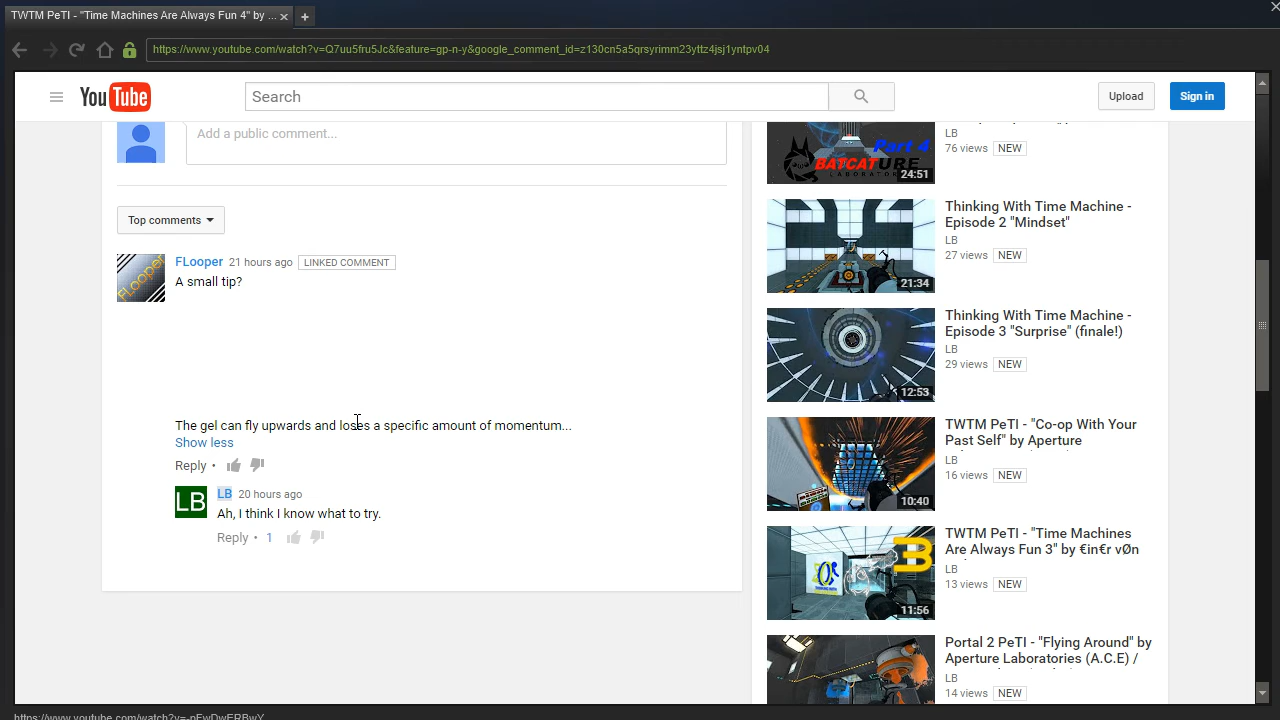 TWTM PeTI - "Time Machines Are Always Fun 4" by ...
https://www.youtube.com/watch?v=Q7uu5fru5Jc&feature=gp-n-y&google_comment_id=z130cn5a5qrsyrimm23yttz4jsj1yntpv04
YouTube
Search
Upload
Sign in
Add a public comment...
Top comments
FLooper 21 hours ago LINKED COMMENT
FLooper
A small tip?
The gel can fly upwards and loses a specific amount of momentum...
Show less
Reply •
LB
LB 20 hours ago
Ah, I think I know what to try.
Reply • 1
Part 4
BATCATURE
LABORATORIES
24:51
LB
76 views NEW
21:34
Thinking With Time Machine -
Episode 2 "Mindset"
LB
27 views NEW
12:53
Thinking With Time Machine -
Episode 3 "Surprise" (finale!)
LB
29 views NEW
10:40
TWTM PeTI - "Co-op With Your
Past Self" by Aperture
LB
16 views NEW
3
11:56
TWTM PeTI - "Time Machines
Are Always Fun 3" by €in€r vØn
LB
13 views NEW
Portal 2 PeTI - "Flying Around" by
Aperture Laboratories (A.C.E) /
LB
14 views NEW